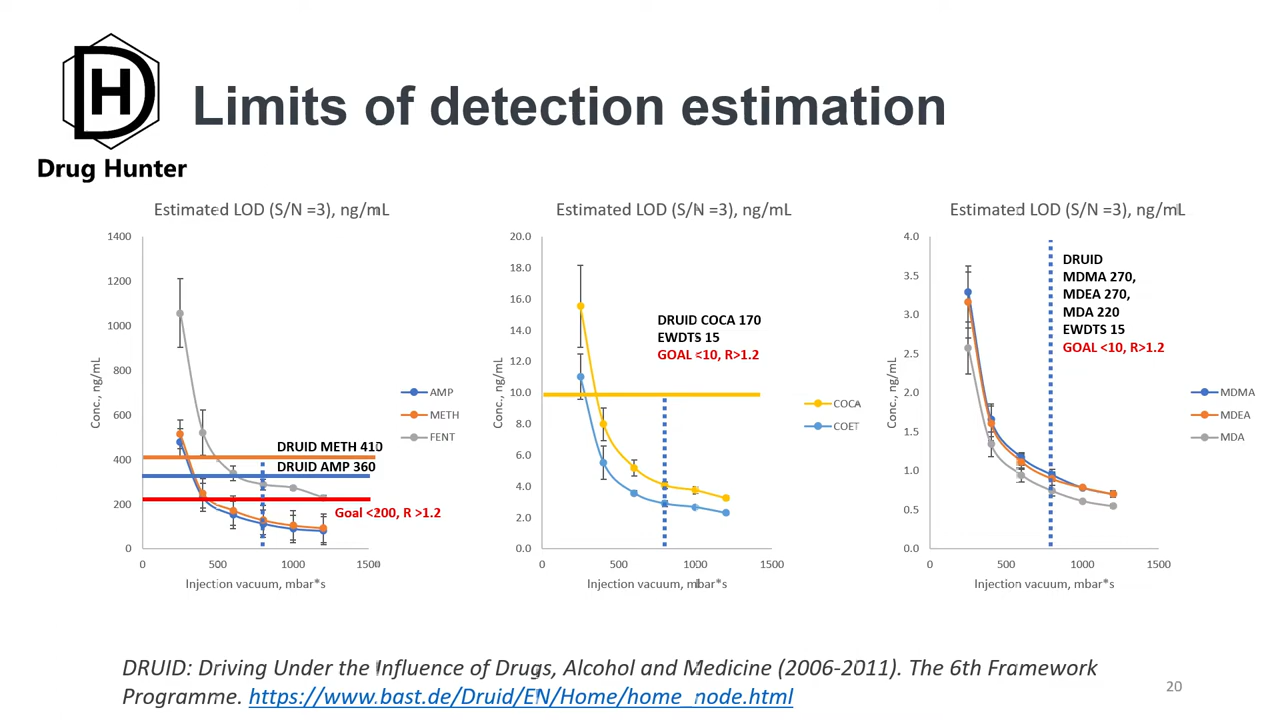 DH
Drug Hunter
Limits of detection estimation
Estimated LOD (S/N =3), ng/mL
Conc., ng/mL
1400
1200
1000
800
600
400
200
0
0 500 1000 1500
Injection vacuum, mbar*s
AMP
METH
FENT
DRUID METH 410
DRUID AMP 360
Goal <200, R >1.2
Estimated LOD (S/N =3), ng/mL
Conc., ng/mL
20.0
18.0
16.0
14.0
12.0
10.0
8.0
6.0
4.0
2.0
0.0
0 500 1000 1500
Injection vacuum, mbar*s
DRUID COCA 170
EWDTS 15
GOAL <10, R>1.2
COCA
COET
Estimated LOD (S/N =3), ng/mL
Conc., ng/mL
4.0
3.5
3.0
2.5
2.0
1.5
1.0
0.5
0.0
0 500 1000 1500
Injection vacuum, mbar*s
DRUID
MDMA 270,
MDEA 270,
MDA 220
EWDTS 15
GOAL <10, R>1.2
MDMA
MDEA
MDA
DRUID: Driving Under the Influence of Drugs, Alcohol and Medicine (2006-2011). The 6th Framework
Programme. https://www.bast.de/Druid/EN/Home/home_node.html
20